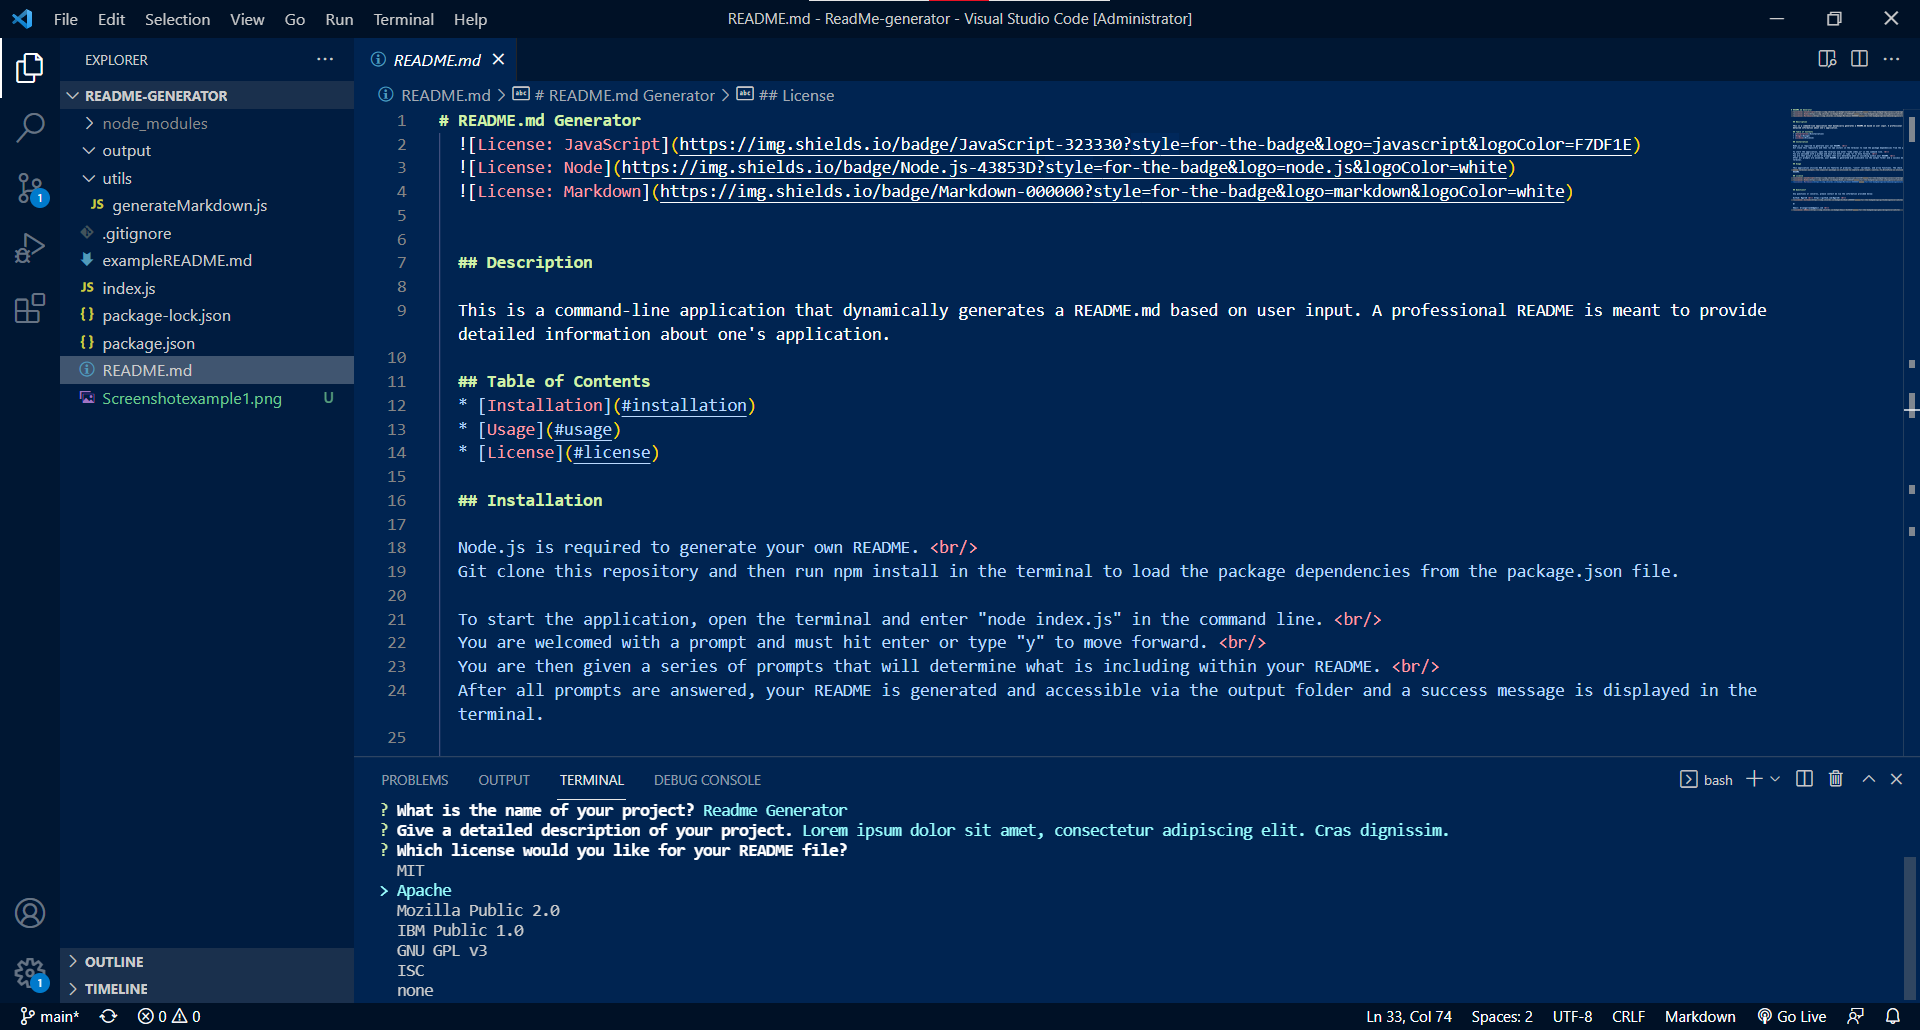 File Edit Selection View Go Run Terminal Help
README.md - ReadMe-generator - Visual Studio Code [Administrator]
EXPLORER
README-GENERATOR
node_modules
output
utils
JS generateMarkdown.js
.gitignore
exampleREADME.md
JS index.js
{} package-lock.json
{} package.json
README.md
Screenshotexample1.png U
OUTLINE
TIMELINE
1
1
README.md
README.md > # README.md Generator > ## License
1 # README.md Generator
2 ![License: JavaScript](https://img.shields.io/badge/JavaScript-323330?style=for-the-badge&logo=javascript&logoColor=F7DF1E)
3 ![License: Node](https://img.shields.io/badge/Node.js-43853D?style=for-the-badge&logo=node.js&logoColor=white)
4 ![License: Markdown](https://img.shields.io/badge/Markdown-000000?style=for-the-badge&logo=markdown&logoColor=white)
5
6
7 ## Description
8
9 This is a command-line application that dynamically generates a README.md based on user input. A professional README is meant to provide
detailed information about one's application.
10
11 ## Table of Contents
12 * [Installation](#installation)
13 * [Usage](#usage)
14 * [License](#license)
15
16 ## Installation
17
18 Node.js is required to generate your own README. <br/>
19 Git clone this repository and then run npm install in the terminal to load the package dependencies from the package.json file.
20
21 To start the application, open the terminal and enter "node index.js" in the command line. <br/>
22 You are welcomed with a prompt and must hit enter or type "y" to move forward. <br/>
23 You are then given a series of prompts that will determine what is including within your README. <br/>
24 After all prompts are answered, your README is generated and accessible via the output folder and a success message is displayed in the
terminal.
25
PROBLEMS OUTPUT TERMINAL DEBUG CONSOLE
bash
? What is the name of your project? Readme Generator
? Give a detailed description of your project. Lorem ipsum dolor sit amet, consectetur adipiscing elit. Cras dignissim.
? Which license would you like for your README file?
MIT
> Apache
Mozilla Public 2.0
IBM Public 1.0
GNU GPL v3
ISC
none
main* 0 0
Ln 33, Col 74 Spaces: 2 UTF-8 CRLF Markdown Go Live